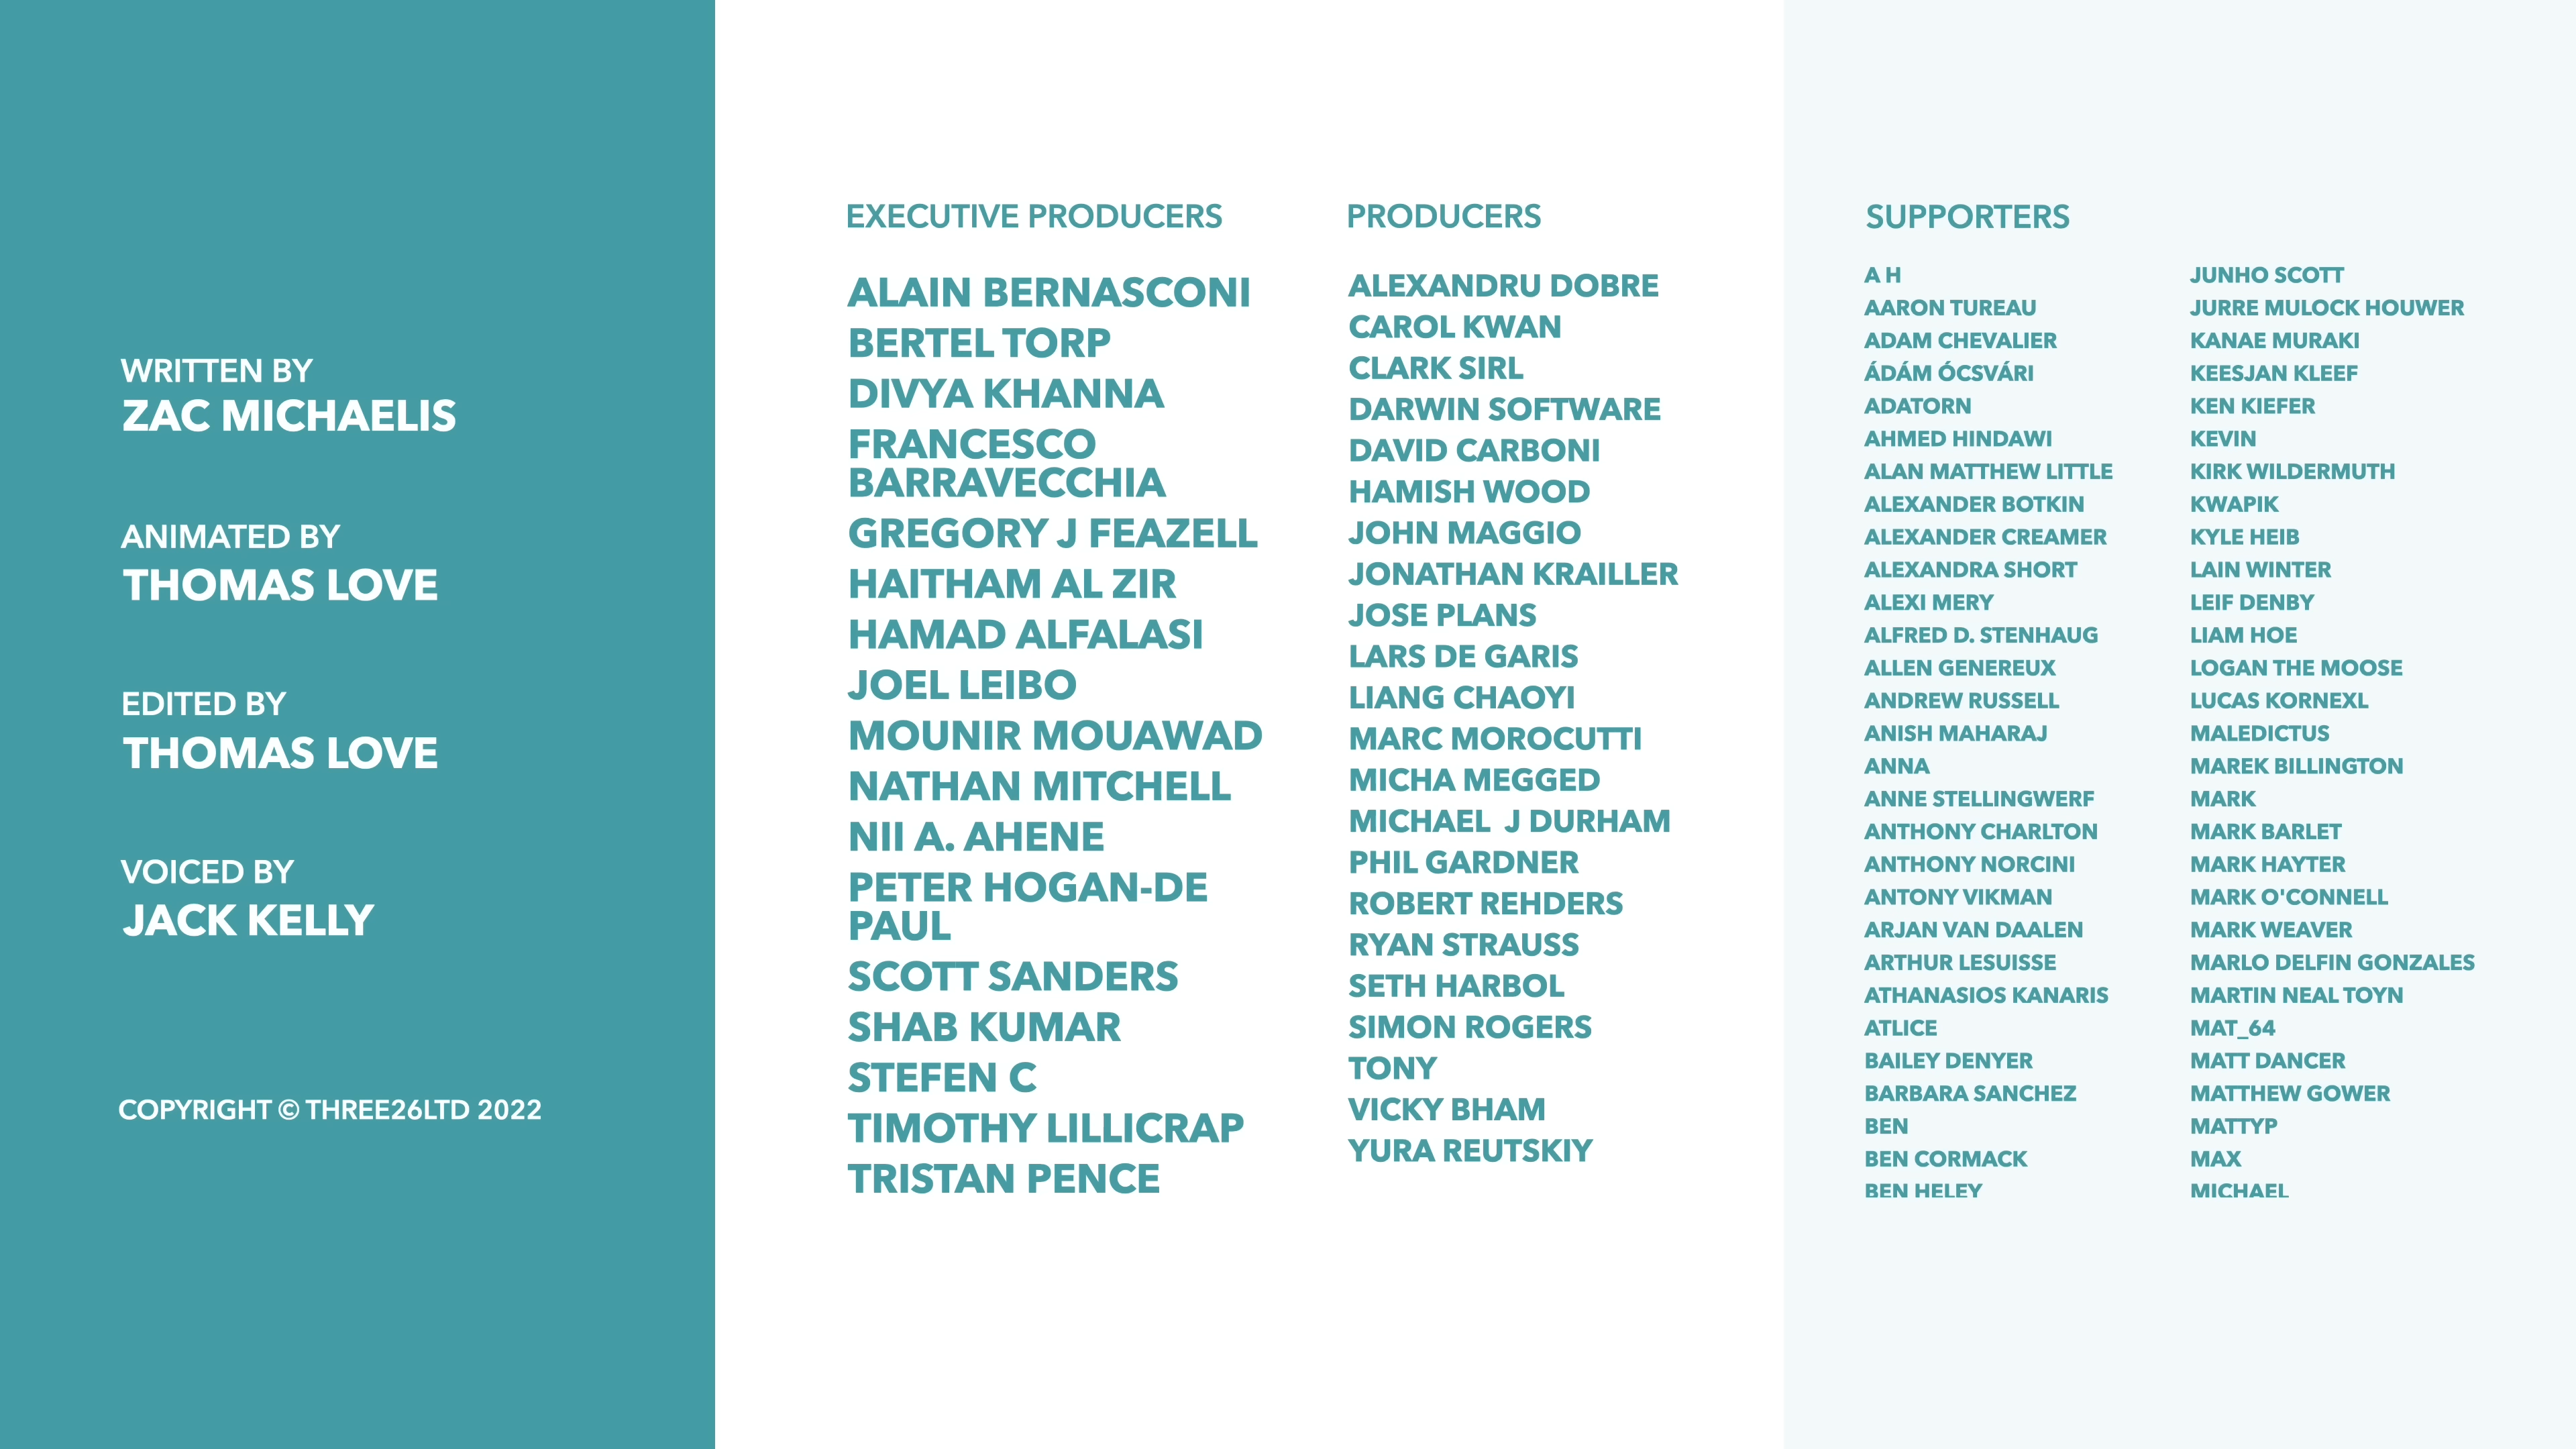 WRITTEN BY
ZAC MICHAELIS
ANIMATED BY
THOMAS LOVE
EDITED BY
THOMAS LOVE
VOICED BY
JACK KELLY
COPYRIGHT © THREE26LTD 2022
EXECUTIVE PRODUCERS
ALAIN BERNASCONI
BERTEL TORP
DIVYA KHANNA
FRANCESCO
BARRAVECCHIA
GREGORY J FEAZELL
HAITHAM AL ZIR
HAMAD ALFALASI
JOEL LEIBO
MOUNIR MOUAWAD
NATHAN MITCHELL
NII A. AHENE
PETER HOGAN-DE
PAUL
SCOTT SANDERS
SHAB KUMAR
STEFEN C
TIMOTHY LILLICRAP
TRISTAN PENCE
PRODUCERS
ALEXANDRU DOBRE
CAROL KWAN
CLARK SIRL
DARWIN SOFTWARE
DAVID CARBONI
HAMISH WOOD
JOHN MAGGIO
JONATHAN KRAILLER
JOSE PLANS
LARS DE GARIS
LIANG CHAOYI
MARC MOROCUTTI
MICHA MEGGED
MICHAEL  J DURHAM
PHIL GARDNER
ROBERT REHDERS
RYAN STRAUSS
SETH HARBOL
SIMON ROGERS
TONY
VICKY BHAM
YURA REUTSKIY
SUPPORTERS
A H
AARON TUREAU
ADAM CHEVALIER
ÁDÁM ÓCSVÁRI
ADATORN
AHMED HINDAWI
ALAN MATTHEW LITTLE
ALEXANDER BOTKIN
ALEXANDER CREAMER
ALEXANDRA SHORT
ALEXI MERY
ALFRED D. STENHAUG
ALLEN GENEREUX
ANDREW RUSSELL
ANISH MAHARAJ
ANNA
ANNE STELLINGWERF
ANTHONY CHARLTON
ANTHONY NORCINI
ANTONY VIKMAN
ARJAN VAN DAALEN
ARTHUR LESUISSE
ATHANASIOS KANARIS
ATLICE
BAILEY DENYER
BARBARA SANCHEZ
BEN
BEN CORMACK
BEN HELEY
JUNHO SCOTT
JURRE MULOCK HOUWER
KANAE MURAKI
KEESJAN KLEEF
KEN KIEFER
KEVIN
KIRK WILDERMUTH
KWAPIK
KYLE HEIB
LAIN WINTER
LEIF DENBY
LIAM HOE
LOGAN THE MOOSE
LUCAS KORNEXL
MALEDICTUS
MAREK BILLINGTON
MARK
MARK BARLET
MARK HAYTER
MARK O'CONNELL
MARK WEAVER
MARLO DELFIN GONZALES
MARTIN NEAL TOYN
MAT_64
MATT DANCER
MATTHEW GOWER
MATTYP
MAX
MICHAEL